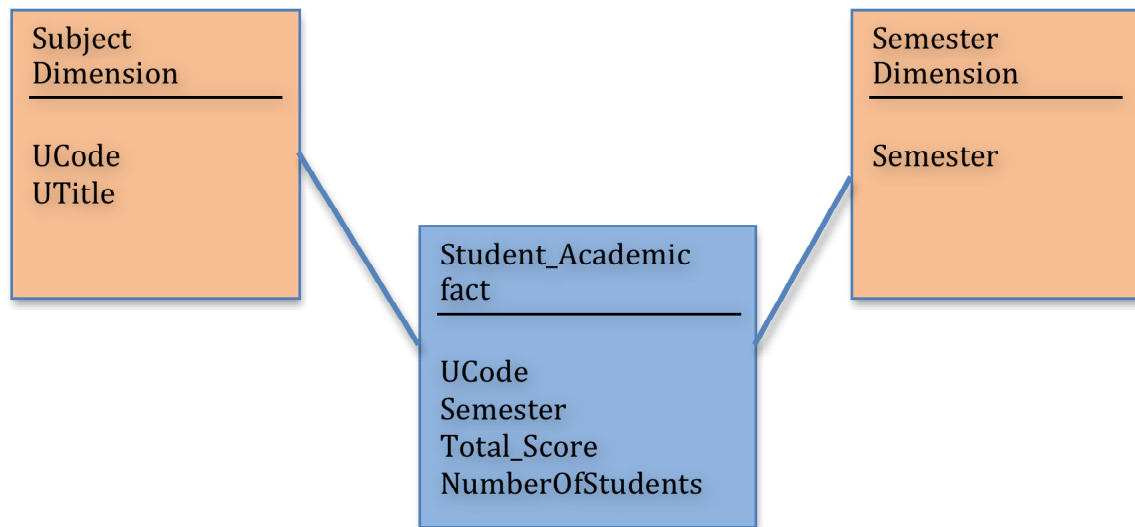 Subject
Dimension
UCode
UTitle
Semester
Dimension
Semester
Student_Academic
fact
UCode
Semester
Total_Score
NumberOfStudents